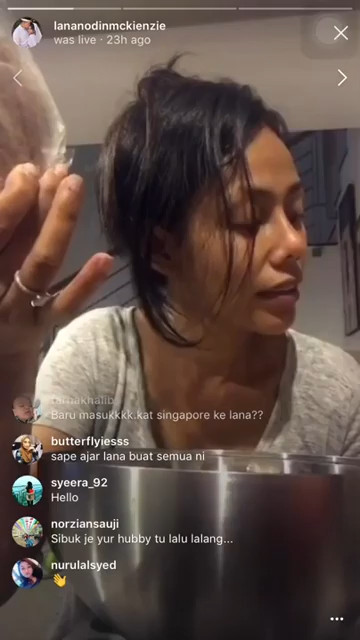 lananodinmckienzie
was live · 23h ago
Baru masukkkk.kat singapore ke lana??
butterflyiesss
sape ajar lana buat semua ni
syeera_92
Hello
norziansauji
Sibuk je yur hubby tu lalu lalang...
nurulalsyed
👋